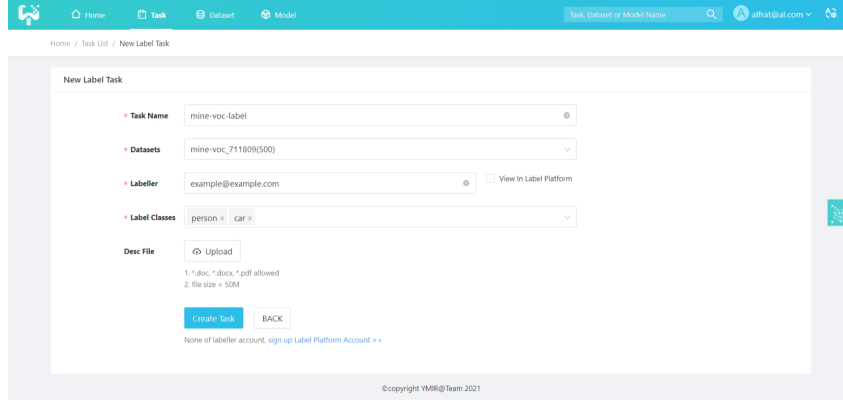 Home Task Dataset Model Task, Dataset or Model Name alfrat@al.com
Home / Task List / New Label Task
New Label Task
* Task Name mine-voc-label
* Datasets mine-voc_711809(500)
* Labeller example@example.com View In Label Platform
* Label Classes person × car ×
Desc File Upload
1. *.doc, *.docx, *.pdf allowed
2. file size < 50M
Create Task BACK
None of labeller account, sign up Label Platform Account >>
©copyright YMIR@Team 2021